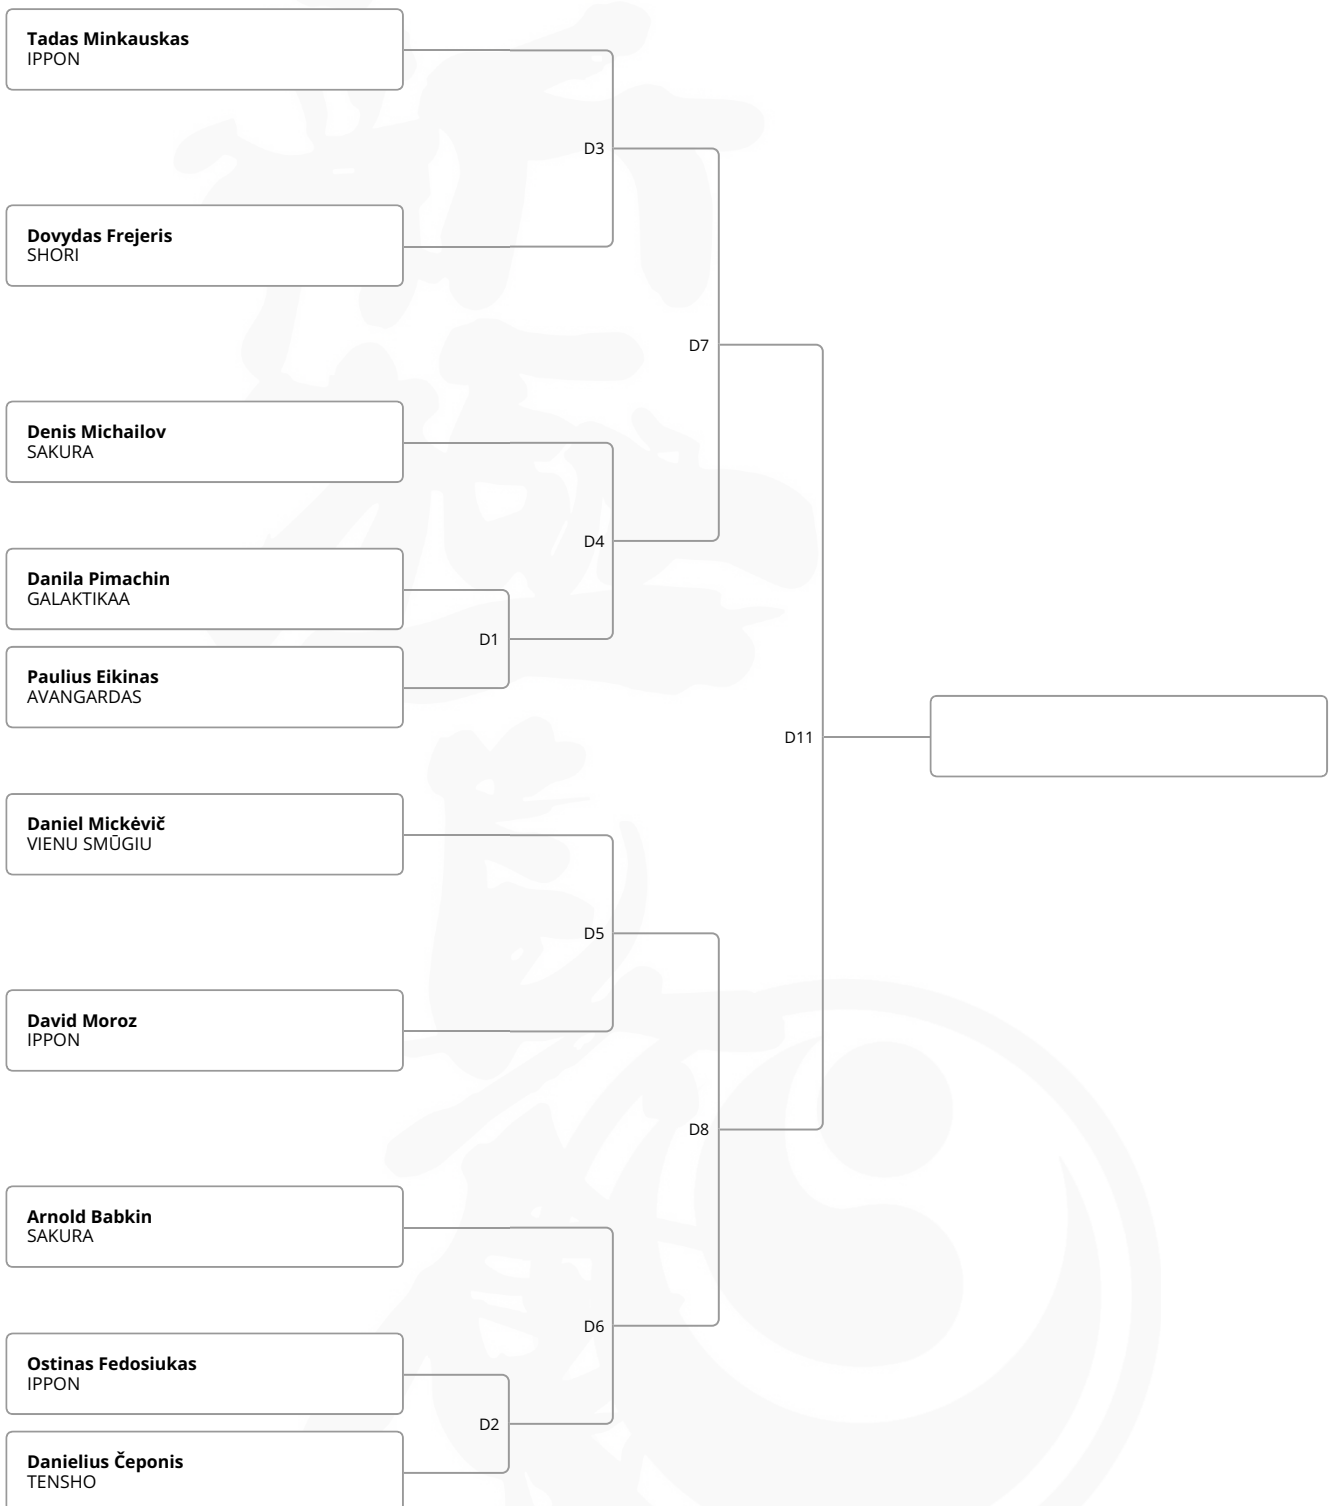 Tadas Minkauskas
IPPON
D3
Dovydas Frejeris
SHORI
D7
Denis Michailov
SAKURA
D4
Danila Pimachin
GALAKTIKAA
D1
Paulius Eikinas
AVANGARDAS
D11
Daniel Mickėvič
VIENU SMŪGIU
D5
David Moroz
IPPON
D8
Arnold Babkin
SAKURA
D6
Ostinas Fedosiukas
IPPON
D2
Danielius Čeponis
TENSHO